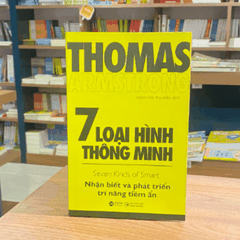 THOMAS
ARMSTRONG
7 LOẠI HÌNH
THÔNG MINH
Seven Kinds of Smart
Nhận biết và phát triển
trí năng tiềm ẩn